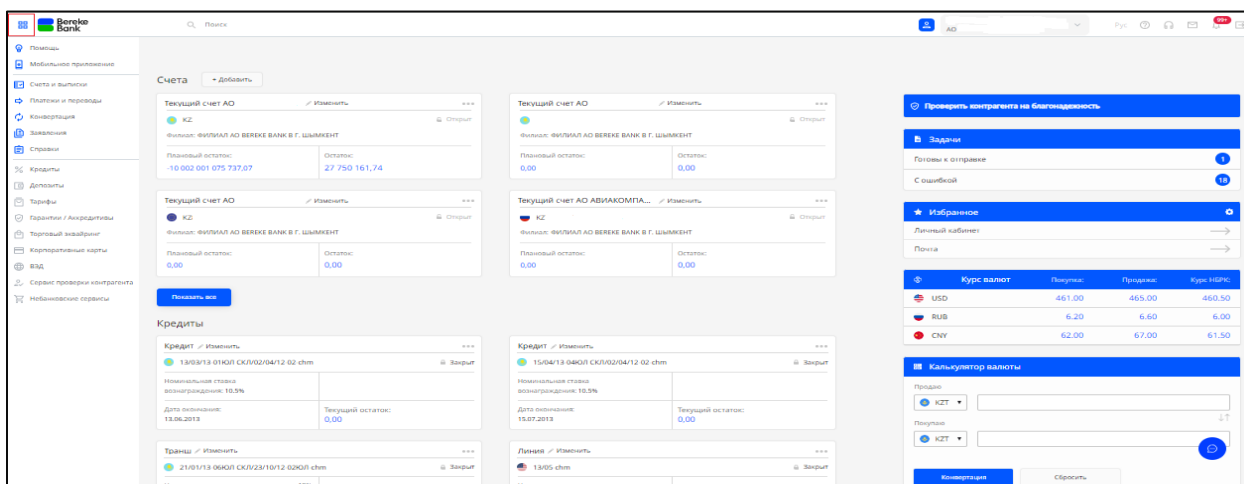 Bereke
Bank
Поиск
АО
Рус
99+
Помощь
Мобильное приложение
Счета и выписки
Платежи и переводы
Конвертация
Заявления
Справки
Кредиты
Депозиты
Тарифы
Гарантии / Аккредитивы
Торговый эквайринг
Корпоративные карты
ВЭД
Сервис проверки контрагента
Небанковские сервисы
Счета
+ Добавить
Текущий счет АО Изменить
KZ Открыт
Филиал: ФИЛИАЛ АО BEREKE BANK В Г. ШЫМКЕНТ
Плановый остаток: Остаток:
-10 002 001 075 737,07 27 750 161,74
Текущий счет АО Изменить
Открыт
Филиал: ФИЛИАЛ АО BEREKE BANK В Г. ШЫМКЕНТ
Плановый остаток: Остаток:
0,00 0,00
Текущий счет АО Изменить
KZ Открыт
Филиал: ФИЛИАЛ АО BEREKE BANK В Г. ШЫМКЕНТ
Плановый остаток: Остаток:
0,00 0,00
Текущий счет АО АВИАКОМПА... Изменить
KZ Открыт
Филиал: ФИЛИАЛ АО BEREKE BANK В Г. ШЫМКЕНТ
Плановый остаток: Остаток:
0,00 0,00
Показать все
Кредиты
Кредит Изменить
13/03/13 01ЮЛ СКЛ/02/04/12-02 chm Закрыт
Номинальная ставка
вознаграждения: 10.5%
Дата окончания: Текущий остаток:
13.06.2013 0,00
Кредит Изменить
15/04/13 04ЮЛ СКЛ/02/04/12-02 chm Закрыт
Номинальная ставка
вознаграждения: 10.5%
Дата окончания: Текущий остаток:
15.07.2013 0,00
Транш Изменить
21/01/13 06ЮЛ СКЛ/23/10/12 02ЮЛ chm Закрыт
Линия Изменить
13/05 chm Закрыт
Проверить контрагента на благонадежность
Задачи
Готовы к отправке 1
С ошибкой 18
Избранное
Личный кабинет
Почта
Курс валют Покупка: Продажа: Курс НБРК:
USD 461.00 465.00 460.50
RUB 6.20 6.60 6.00
CNY 62.00 67.00 61.50
Калькулятор валюты
Продаю
KZT
Покупаю
KZT
Конвертация Сбросить